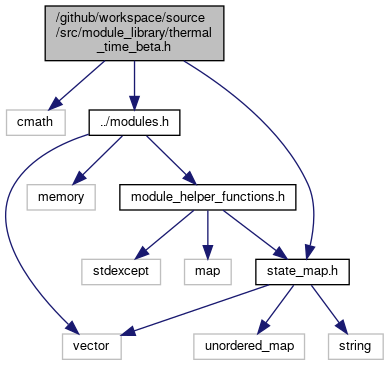 /github/workspace/source
/src/module_library/thermal
_time_beta.h
cmath
../modules.h
memory
module_helper_functions.h
stdexcept
map
state_map.h
vector
unordered_map
string